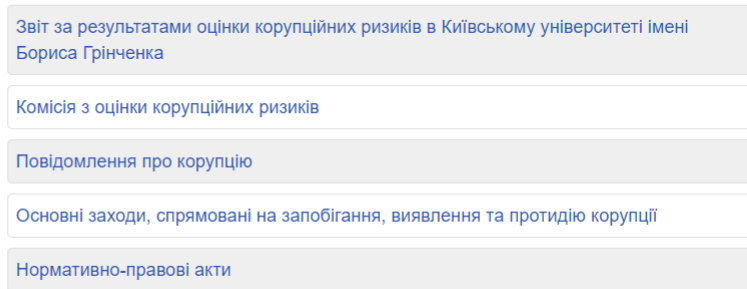 Звіт за результатами оцінки корупційних ризиків в Київському університеті імені
Бориса Грінченка
Комісія з оцінки корупційних ризиків
Повідомлення про корупцію
Основні заходи, спрямовані на запобігання, виявлення та протидію корупції
Нормативно-правові акти